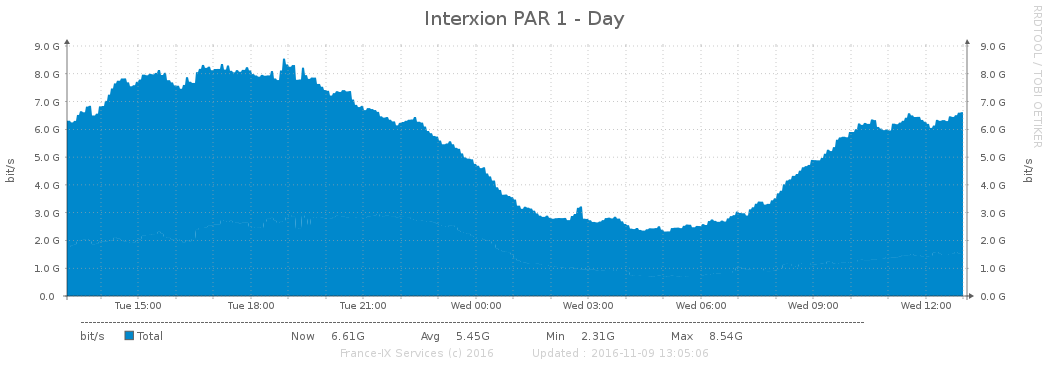 Interxion PAR 1 - Day
RRDTOOL / TOBI OETIKER
9.0 G 9.0 G
8.0 G 8.0 G
7.0 G 7.0 G
6.0 G 6.0 G
5.0 G 5.0 G
4.0 G 4.0 G
3.0 G 3.0 G
2.0 G 2.0 G
1.0 G 1.0 G
0.0 0.0 G
bit/s
bit/s
Tue 15:00 Tue 18:00 Tue 21:00 Wed 00:00 Wed 03:00 Wed 06:00 Wed 09:00 Wed 12:00
bit/s Total Now 6.61G Avg 5.45G Min 2.31G Max 8.54G
France-IX Services (c) 2016 Updated : 2016-11-09 13:05:06